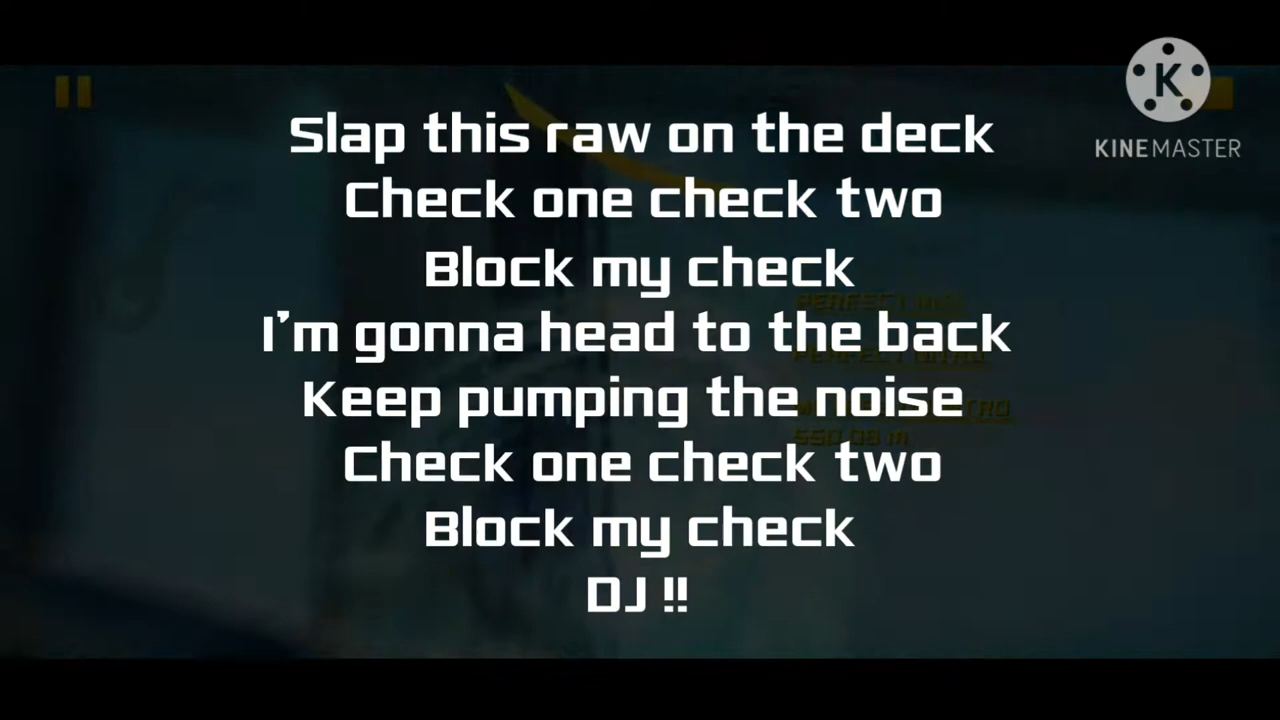 KINEMASTER
Slap this raw on the deck
Check one check two
Block my check
I'm gonna head to the back
Keep pumping the noise
Check one check two
Block my check
DJ !!